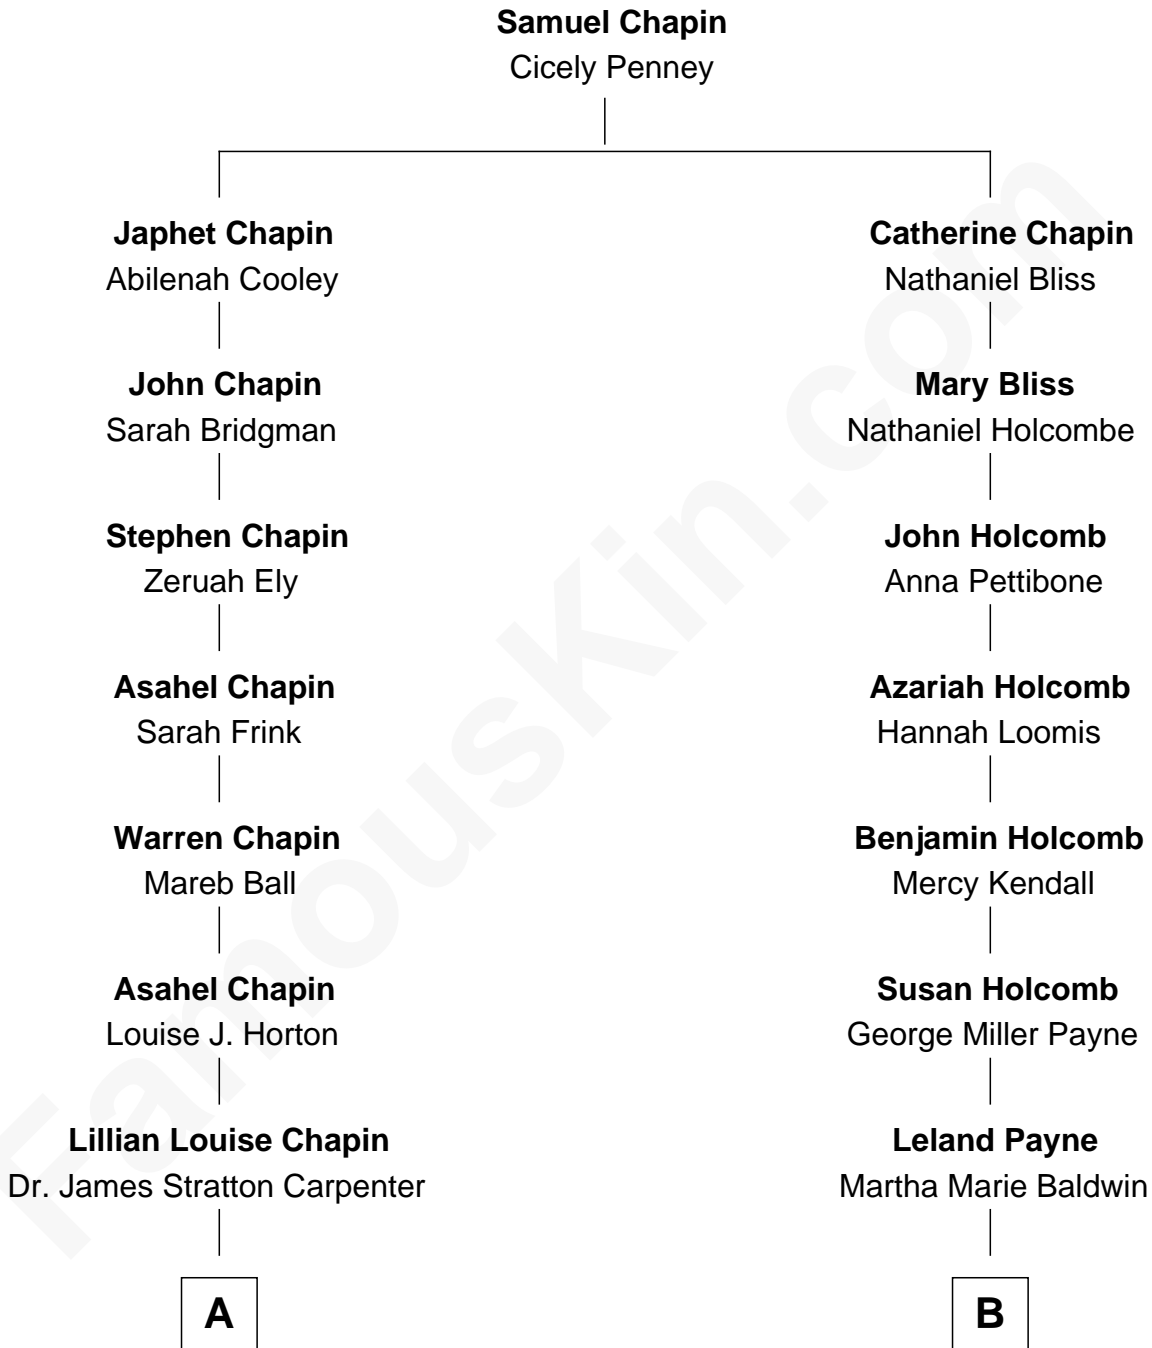 Samuel Chapin
Cicely Penney
Japhet Chapin
Abilenah Cooley
Catherine Chapin
Nathaniel Bliss
John Chapin
Sarah Bridgman
Mary Bliss
Nathaniel Holcombe
Stephen Chapin
Zeruah Ely
John Holcomb
Anna Pettibone
Asahel Chapin
Sarah Frink
Azariah Holcomb
Hannah Loomis
Warren Chapin
Mareb Ball
Benjamin Holcomb
Mercy Kendall
Asahel Chapin
Louise J. Horton
Susan Holcomb
George Miller Payne
Lillian Louise Chapin
Dr. James Stratton Carpenter
Leland Payne
Martha Marie Baldwin
A
B
FamousKin.com